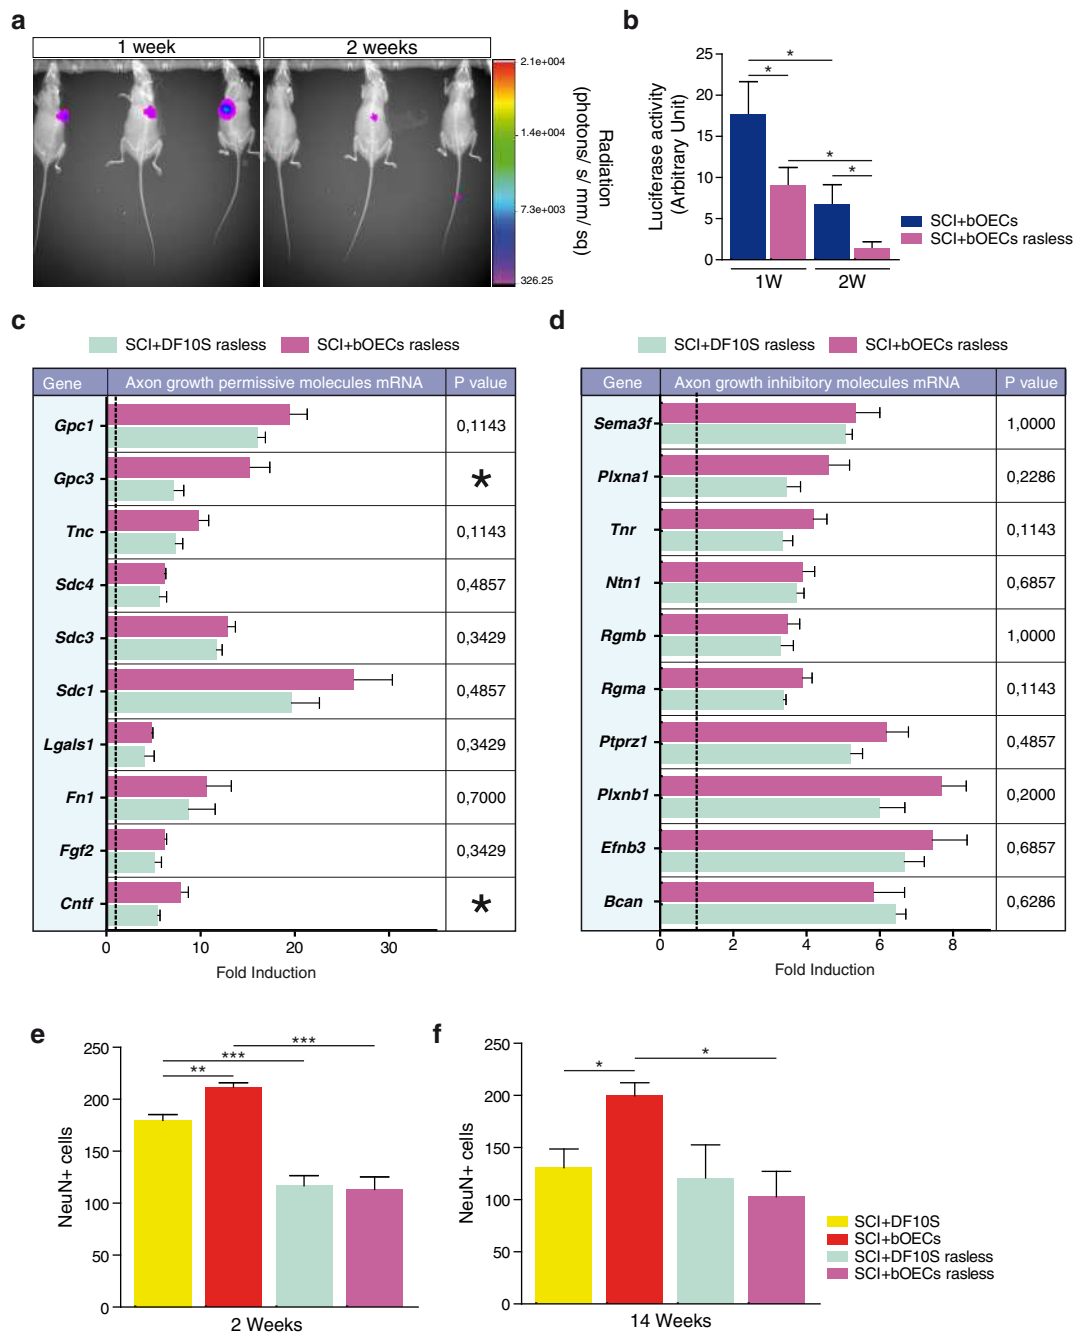 a
1 week
2 weeks
2.1e+004
1.4e+004
7.3e+003
326.25
Radiation
(photons/ s/ mm/ sq)
b
25
20
15
10
5
0
Luciferase activity
(Arbitrary Unit)
*
*
*
*
1W
2W
SCI+bOECs
SCI+bOECs rasless
c
SCI+DF10S rasless
SCI+bOECs rasless
Gene
Axon growth permissive molecules mRNA
P value
Gpc1
0,1143
Gpc3
*
Tnc
0,1143
Sdc4
0,4857
Sdc3
0,3429
Sdc1
0,4857
Lgals1
0,3429
Fn1
0,7000
Fgf2
0,3429
Cntf
*
0
10
20
30
Fold Induction
d
SCI+DF10S rasless
SCI+bOECs rasless
Gene
Axon growth inhibitory molecules mRNA
P value
Sema3f
1,0000
Plxna1
0,2286
Tnr
0,1143
Ntn1
0,6857
Rgmb
1,0000
Rgma
0,1143
Ptprz1
0,4857
Plxnb1
0,2000
Efnb3
0,6857
Bcan
0,6286
0
2
4
6
8
Fold Induction
e
250
200
150
100
50
0
NeuN+ cells
***
***
**
2 Weeks
f
250
200
150
100
50
0
NeuN+ cells
*
*
14 Weeks
SCI+DF10S
SCI+bOECs
SCI+DF10S rasless
SCI+bOECs rasless